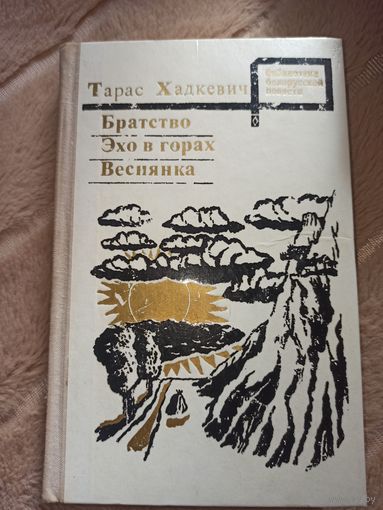 Тарас Хадкевич
Библиотека
белорусской
повести
Братство
Эхо в горах
Веснянка